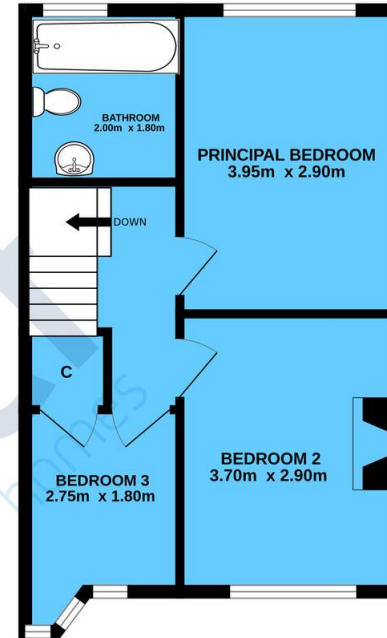 BATHROOM
2.00m x 1.80m
PRINCIPAL BEDROOM
3.95m x 2.90m
DOWN
C
BEDROOM 2
3.70m x 2.90m
BEDROOM 3
2.75m x 1.80m
homes